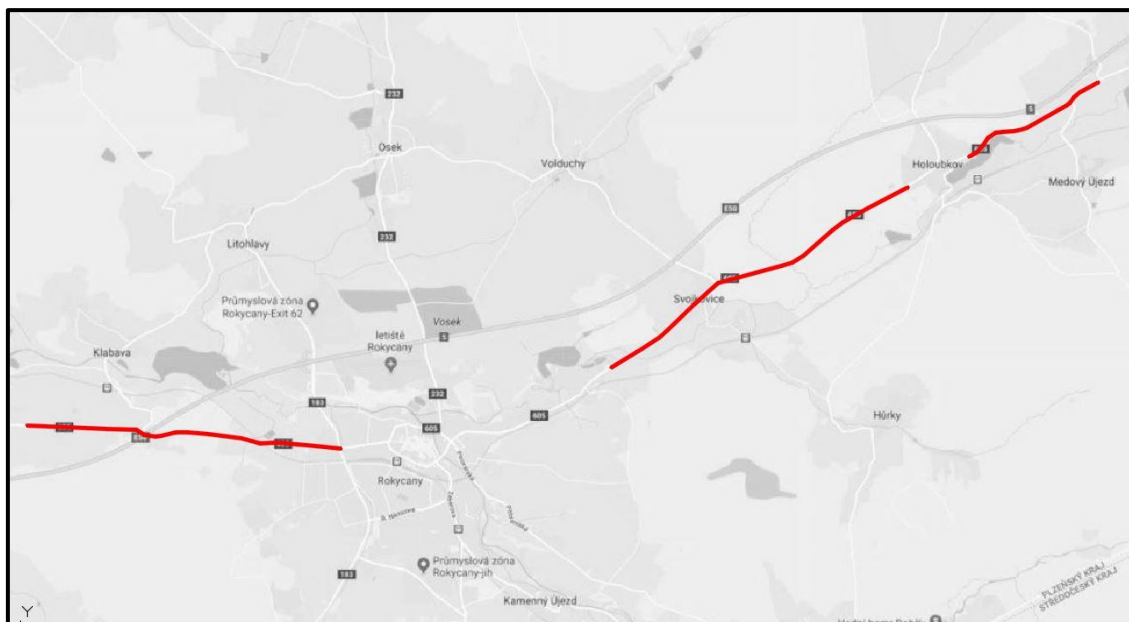 232
5
Osek
Volduchy
Holoubkov
Medový Újezd
E50
232
Litohlavy
Svojkovice
Průmyslová zóna
Rokycany-Exit 62
Vosek
letiště
Rokycany
5
Klabava
232
183
605
605
Hůrky
Rokycany
Průmyslová zóna
Rokycany-jih
183
Kamenný Újezd
PLZEŇSKÝ KRAJ
STŘEDOČESKÝ KRAJ
Y